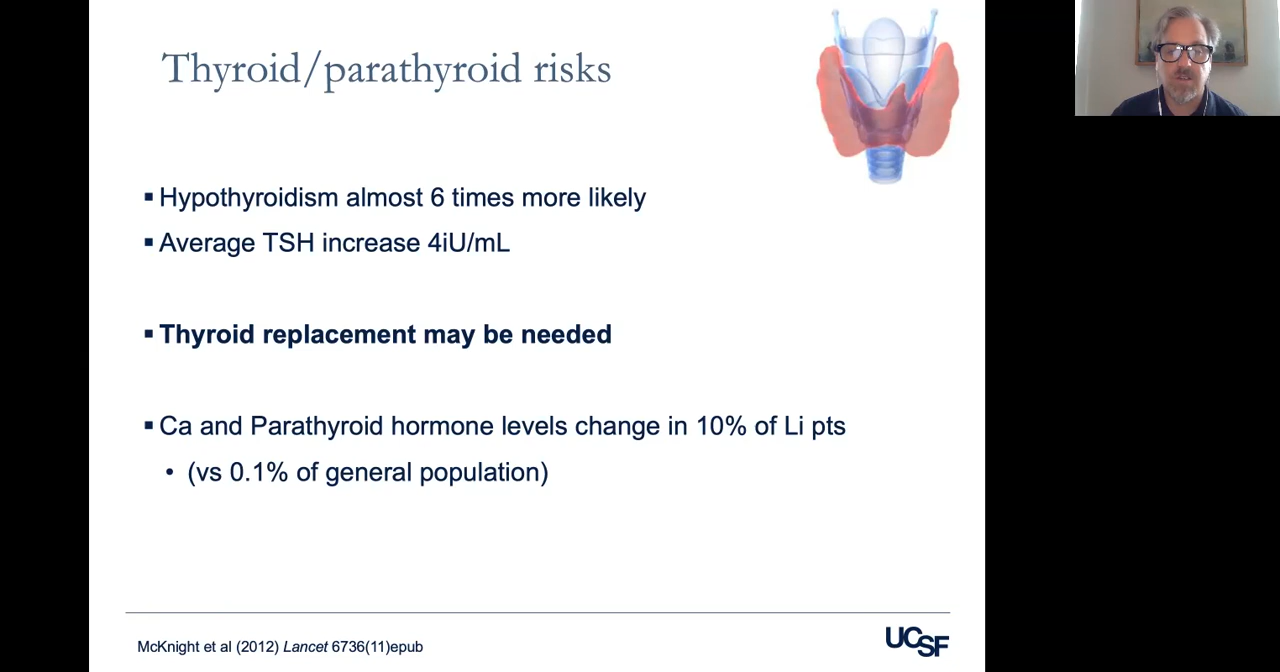 Thyroid/parathyroid risks
▪ Hypothyroidism almost 6 times more likely
▪ Average TSH increase 4iU/mL
▪ Thyroid replacement may be needed
▪ Ca and Parathyroid hormone levels change in 10% of Li pts
• (vs 0.1% of general population)
McKnight et al (2012) Lancet 6736(11)epub
UCSF